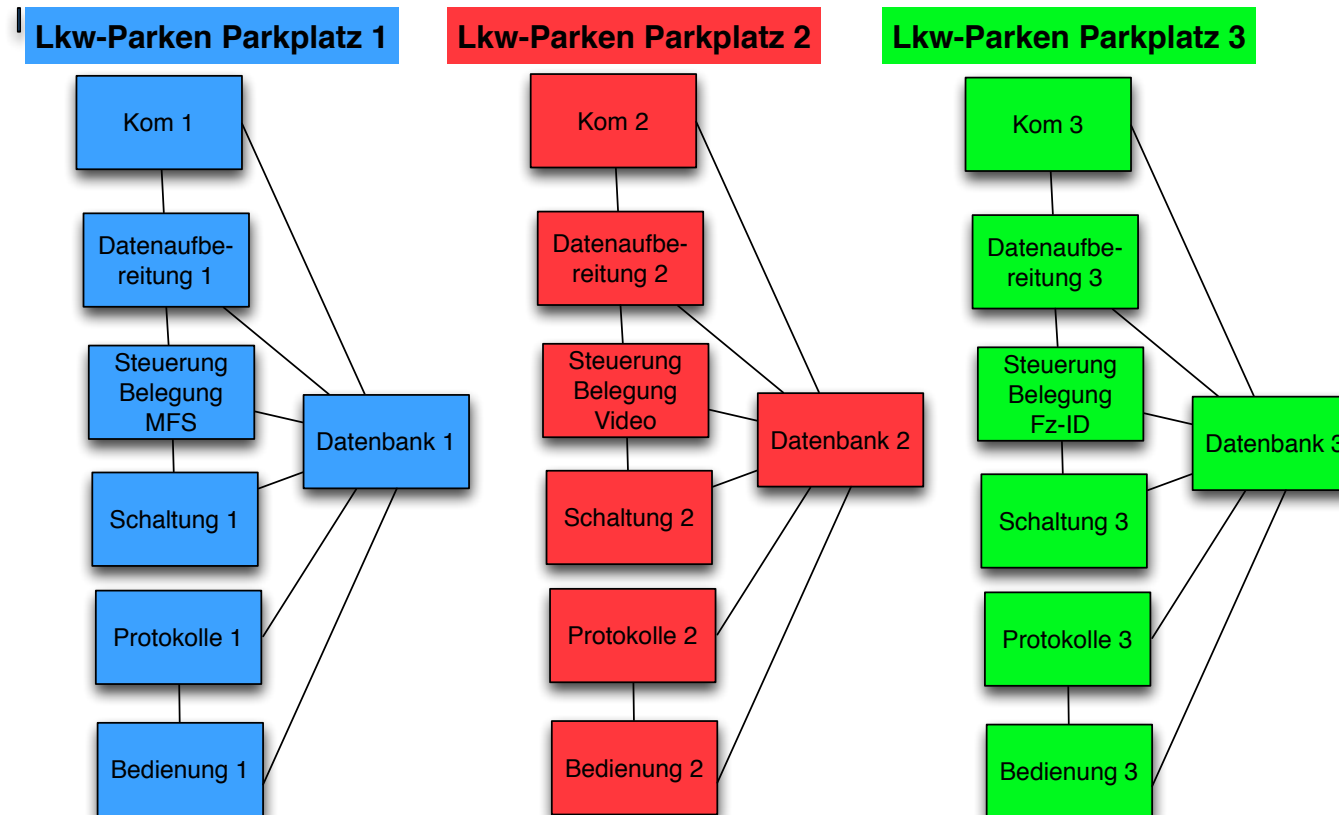 Lkw-Parken Parkplatz 1
Kom 1
Datenaufbe-
reitung 1
Steuerung
Belegung
MFS
Datenbank 1
Schaltung 1
Protokolle 1
Bedienung 1
Lkw-Parken Parkplatz 2
Kom 2
Datenaufbe-
reitung 2
Steuerung
Belegung
Video
Datenbank 2
Schaltung 2
Protokolle 2
Bedienung 2
Lkw-Parken Parkplatz 3
Kom 3
Datenaufbe-
reitung 3
Steuerung
Belegung
Fz-ID
Datenbank 3
Schaltung 3
Protokolle 3
Bedienung 3